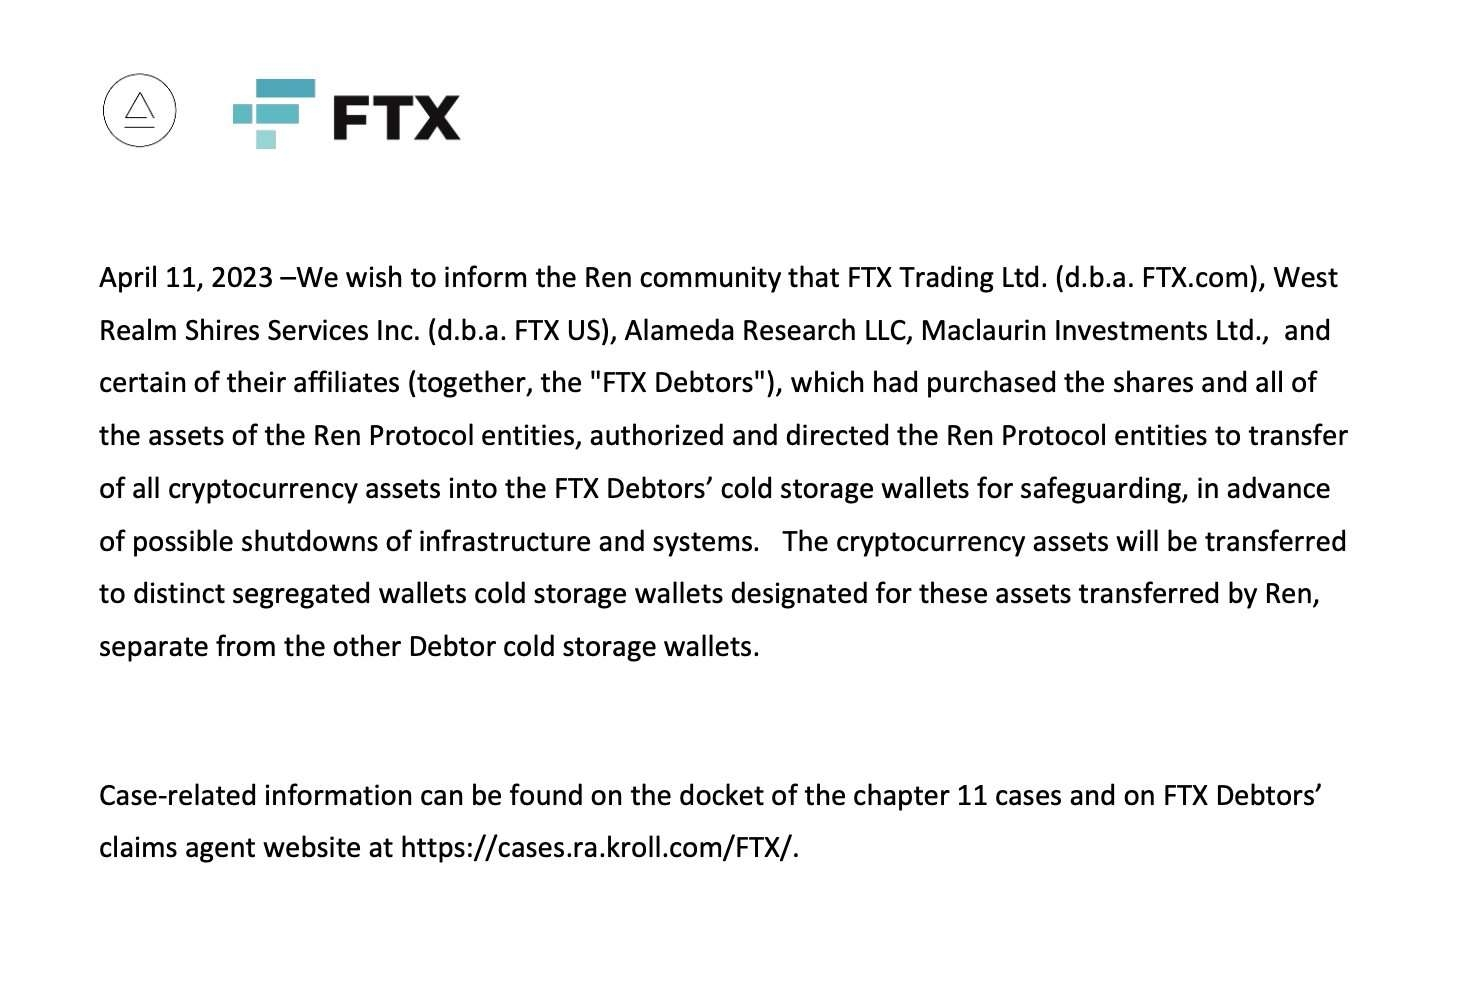 FTX
April 11, 2023 –We wish to inform the Ren community that FTX Trading Ltd. (d.b.a. FTX.com), West
Realm Shires Services Inc. (d.b.a. FTX US), Alameda Research LLC, Maclaurin Investments Ltd.,  and
certain of their affiliates (together, the "FTX Debtors"), which had purchased the shares and all of
the assets of the Ren Protocol entities, authorized and directed the Ren Protocol entities to transfer
of all cryptocurrency assets into the FTX Debtors’ cold storage wallets for safeguarding, in advance
of possible shutdowns of infrastructure and systems.   The cryptocurrency assets will be transferred
to distinct segregated wallets cold storage wallets designated for these assets transferred by Ren,
separate from the other Debtor cold storage wallets.
Case-related information can be found on the docket of the chapter 11 cases and on FTX Debtors’
claims agent website at https://cases.ra.kroll.com/FTX/.